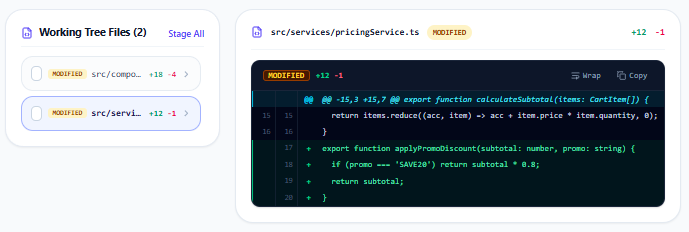 Working Tree Files (2)
Stage All
MODIFIED src/compo... +18 -4
MODIFIED src/servi... +12 -1
src/services/pricingService.ts MODIFIED +12 -1
MODIFIED +12 -1 Wrap Copy
@@ @@ -15,3 +15,7 @@ export function calculateSubtotal(items: CartItem[]) {
15 15 return items.reduce((acc, item) => acc + item.price * item.quantity, 0);
16 16 }
17 + export function applyPromoDiscount(subtotal: number, promo: string) {
18 + if (promo === 'SAVE20') return subtotal * 0.8;
19 + return subtotal;
20 + }